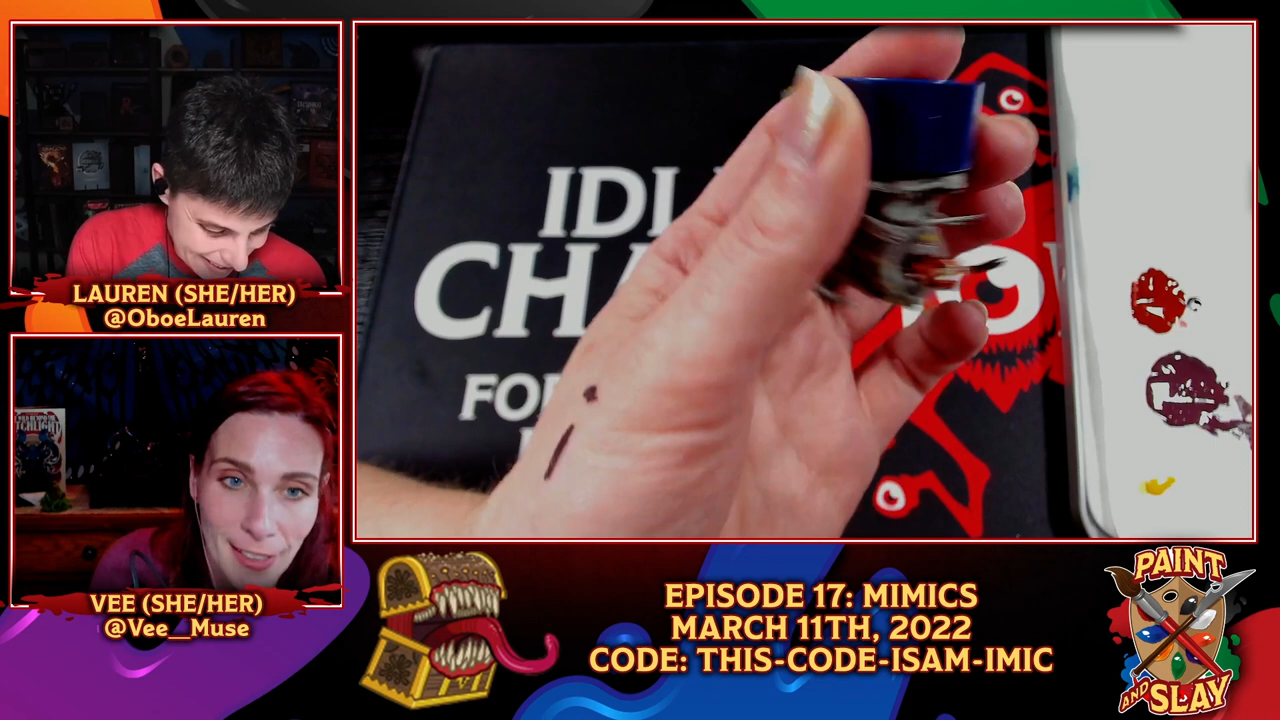 LAUREN (SHE/HER)
@OboeLauren
VEE (SHE/HER)
@Vee__Muse
IDL
CHA
FOR
EPISODE 17: MIMICS
MARCH 11TH, 2022
CODE: THIS-CODE-ISAM-IMIC
PAINT
AND SLAY